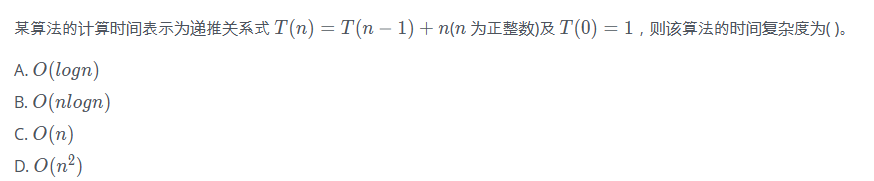 某算法的计算时间表示为递推关系式 T(n) = T(n − 1) + n(n 为正整数)及 T(0) = 1，则该算法的时间复杂度为( )。
A. O(logn)
B. O(nlogn)
C. O(n)
D. O(n²)